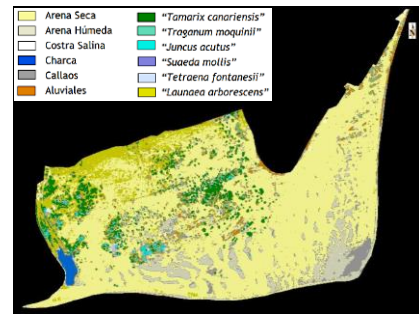 Arena Seca
Arena Húmeda
Costra Salina
Charca
Callaos
Aluviales
“Tamarix canariensis”
“Traganum moquinii”
“Juncus acutus”
“Suaeda mollis”
“Tetraena fontanesii”
“Launaea arborescens”